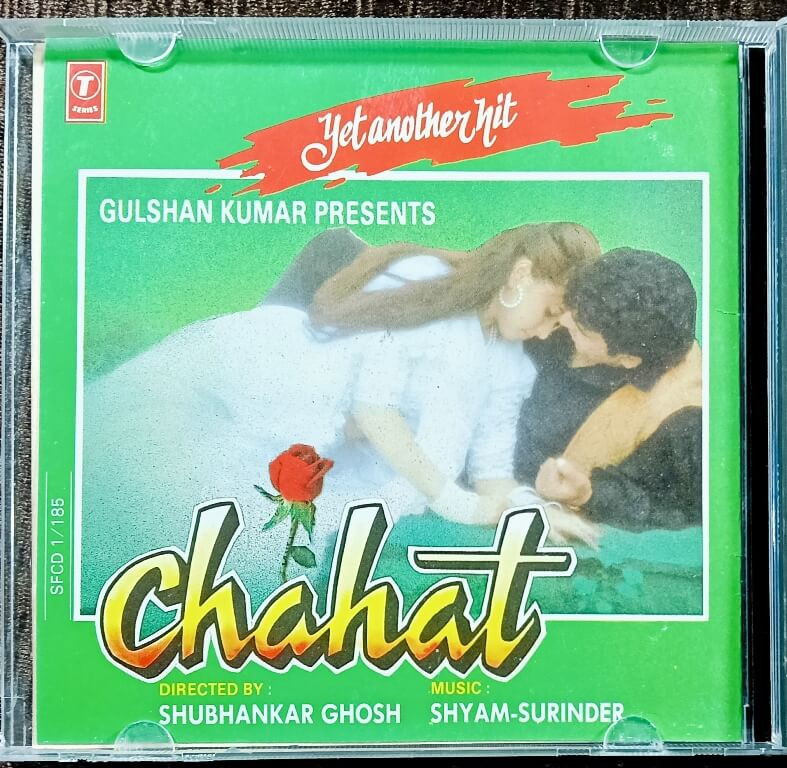 T
SERIES
Yet another hit
GULSHAN KUMAR PRESENTS
SFCD 1/185
Chahat
DIRECTED BY :
SHUBHANKAR GHOSH
MUSIC :
SHYAM-SURINDER